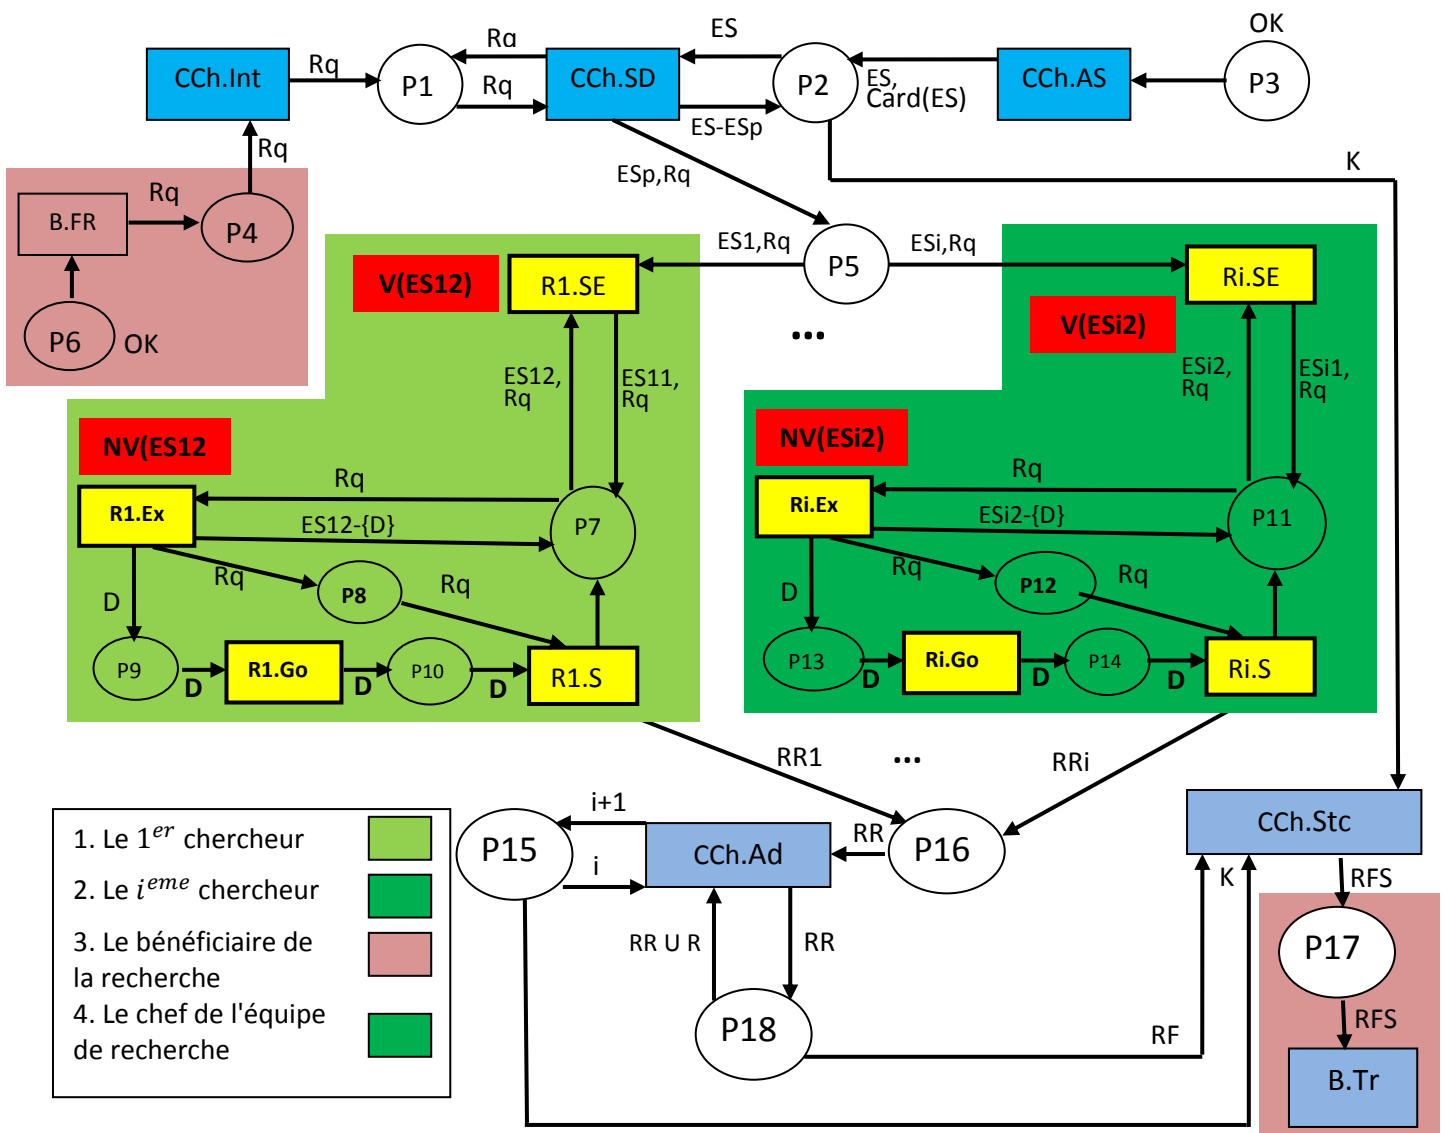 OK
ES
Ra
CCh.Int
Rq
P1
Rq
CCh.SD
P2
ES,
Card(ES)
CCh.AS
P3
ES-ESp
Rq
K
ESp,Rq
Rq
B.FR
P4
ES1,Rq
P5
ESi,Rq
V(ES12)
R1.SE
Ri.SE
P6
OK
...
V(ESi2)
ES12,
Rq
ES11,
Rq
ESi2,
Rq
ESi1,
Rq
NV(ES12
NV(ESi2)
Rq
Rq
R1.Ex
ES12-{D}
P7
Ri.Ex
ESi2-{D}
P11
Rq
P8
Rq
Rq
P12
Rq
D
D
P9
D
R1.Go
D
P10
D
R1.S
P13
D
Ri.Go
D
P14
D
Ri.S
RR1
...
RRi
1. Le 1er chercheur
2. Le ieme chercheur
3. Le bénéficiaire de
la recherche
4. Le chef de l'équipe
de recherche
P15
i+1
i
CCh.Ad
RR
P16
CCh.Stc
K
RFS
RR U R
RR
P17
P18
RF
RFS
B.Tr